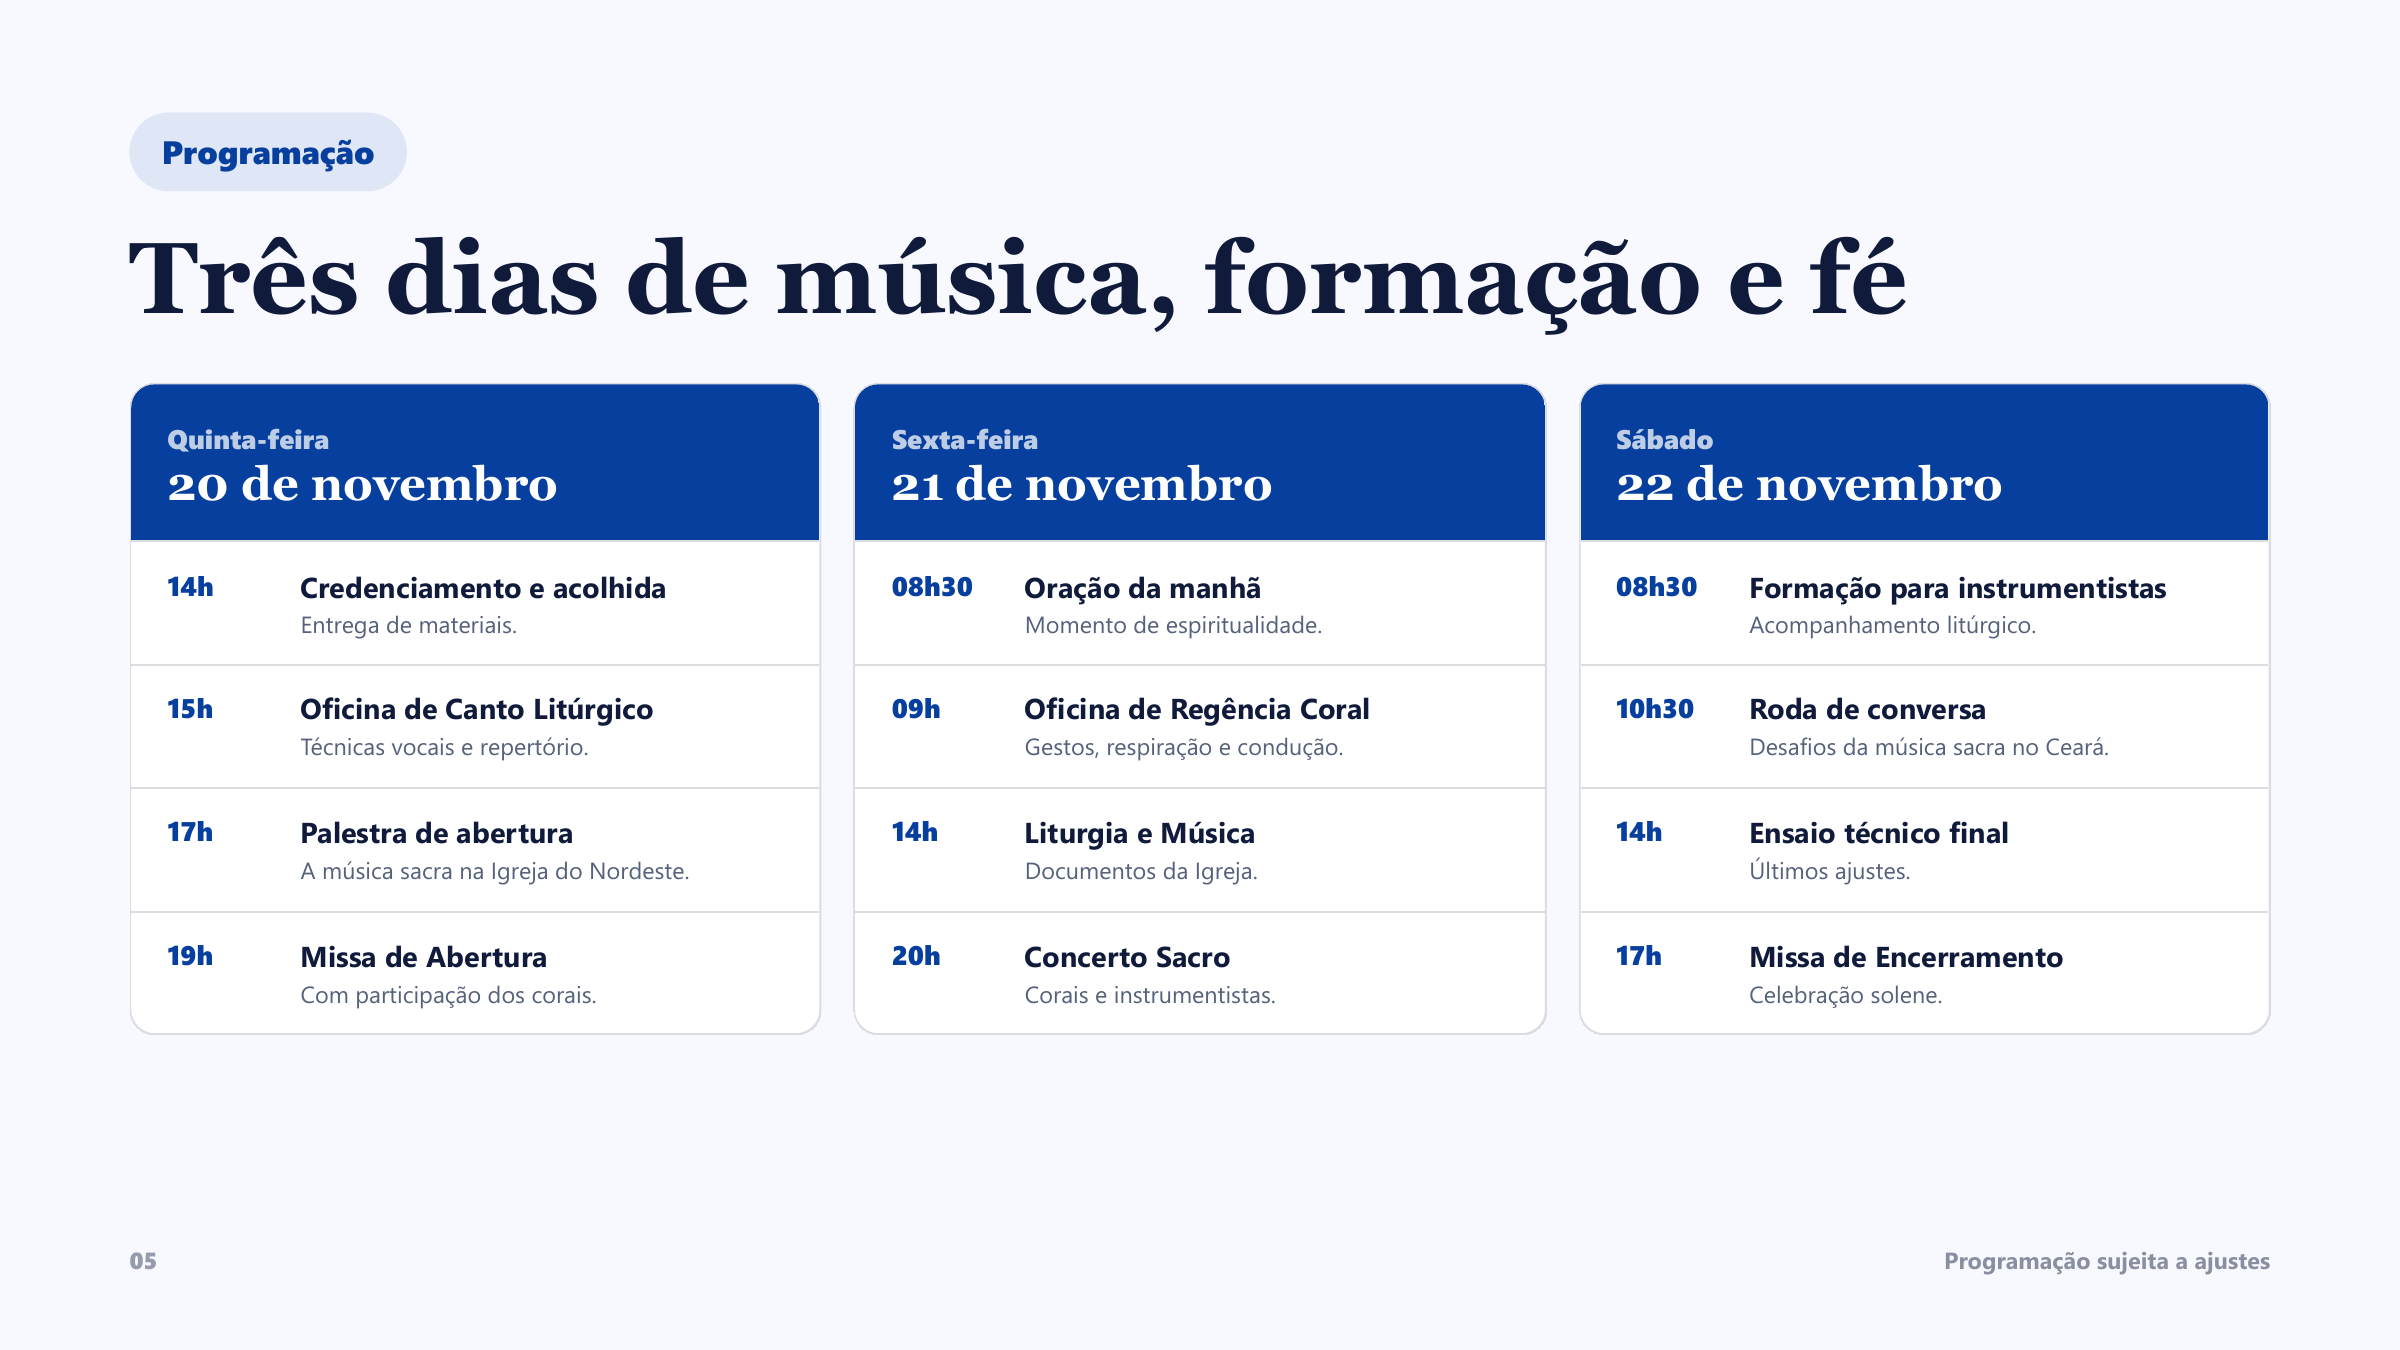 Programação
Três dias de música, formação e fé
Quinta-feira
20 de novembro
14h
Credenciamento e acolhida
Entrega de materiais.
15h
Oficina de Canto Litúrgico
Técnicas vocais e repertório.
17h
Palestra de abertura
A música sacra na Igreja do Nordeste.
19h
Missa de Abertura
Com participação dos corais.
Sexta-feira
21 de novembro
08h30
Oração da manhã
Momento de espiritualidade.
09h
Oficina de Regência Coral
Gestos, respiração e condução.
14h
Liturgia e Música
Documentos da Igreja.
20h
Concerto Sacro
Corais e instrumentistas.
Sábado
22 de novembro
08h30
Formação para instrumentistas
Acompanhamento litúrgico.
10h30
Roda de conversa
Desafios da música sacra no Ceará.
14h
Ensaio técnico final
Últimos ajustes.
17h
Missa de Encerramento
Celebração solene.
05
Programação sujeita a ajustes